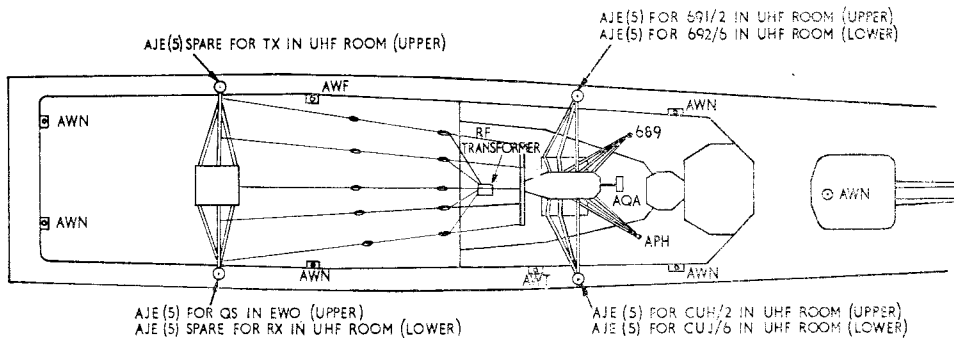 AJE(5) FOR 691/2 IN UHF ROOM (UPPER)
AJE(5) FOR 692/6 IN UHF ROOM (LOWER)
AJE(5) SPARE FOR TX IN UHF ROOM (UPPER)
AWF
AWN
AWN
689
RF
TRANSFORMER
AQA
AWN
AWN
APH
AWN
AWT
AWN
AJE(5) FOR QS IN EWO (UPPER)
AJE(5) SPARE FOR RX IN UHF ROOM (LOWER)
AJE(5) FOR CUH/2 IN UHF ROOM (UPPER)
AJE(5) FOR CUJ/6 IN UHF ROOM (LOWER)